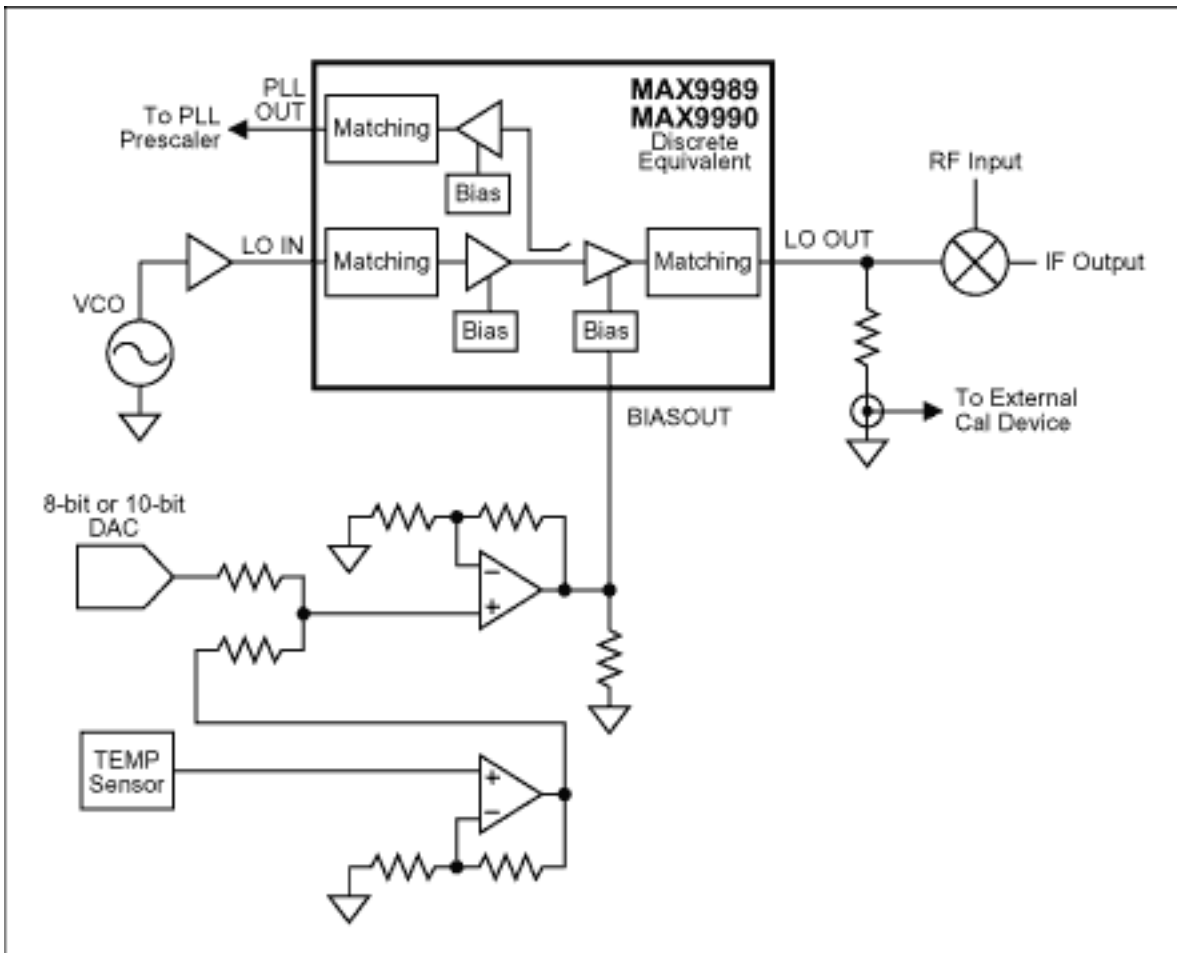 PLL
OUT
MAX9989
MAX9990
Discrete
Equivalent
To PLL
Prescaler
Matching
Bias
RF Input
LO IN
Matching
Matching
LO OUT
IF Output
VCO
Bias
Bias
To External
Cal Device
BIASOUT
8-bit or 10-bit
DAC
−
+
TEMP
Sensor
+
−